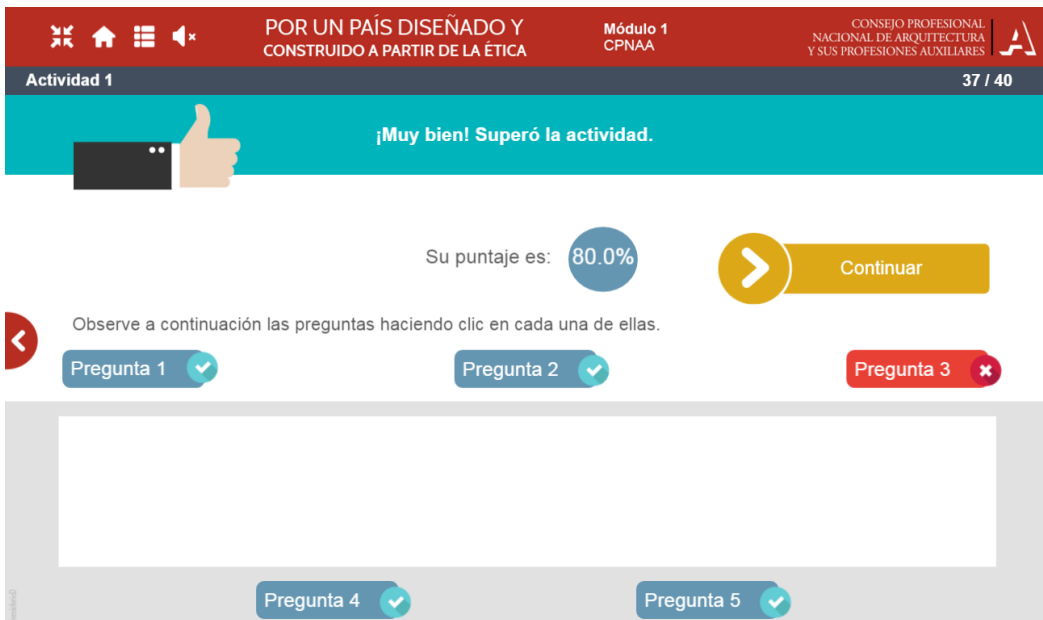 POR UN PAÍS DISEÑADO Y
CONSTRUIDO A PARTIR DE LA ÉTICA
Módulo 1
CPNAA
CONSEJO PROFESIONAL
NACIONAL DE ARQUITECTURA
Y SUS PROFESIONES AUXILIARES
Actividad 1
37 / 40
¡Muy bien! Superó la actividad.
Su puntaje es:
80.0%
Continuar
Observe a continuación las preguntas haciendo clic en cada una de ellas.
Pregunta 1
Pregunta 2
Pregunta 3
Pregunta 4
Pregunta 5